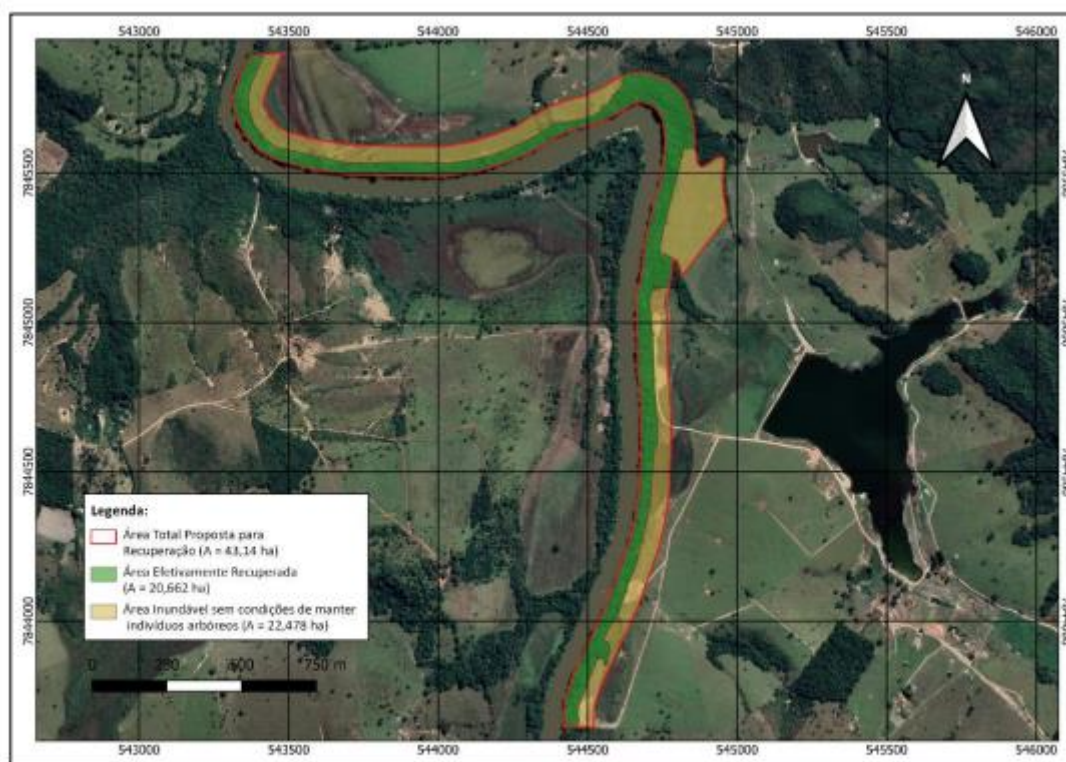 543000 543500 544000 544500 545000 545500 546000
N
7845500
7845000
7844500
7844000
Legenda:
Área Total Proposta para
Recuperação (A = 43,14 ha)
Área Efetivamente Recuperada
(A = 20,662 ha)
Área Inundável sem condições de manter
indivíduos arbóreos (A = 22,478 ha)
0 250 500 750 m
543000 543500 544000 544500 545000 545500 546000